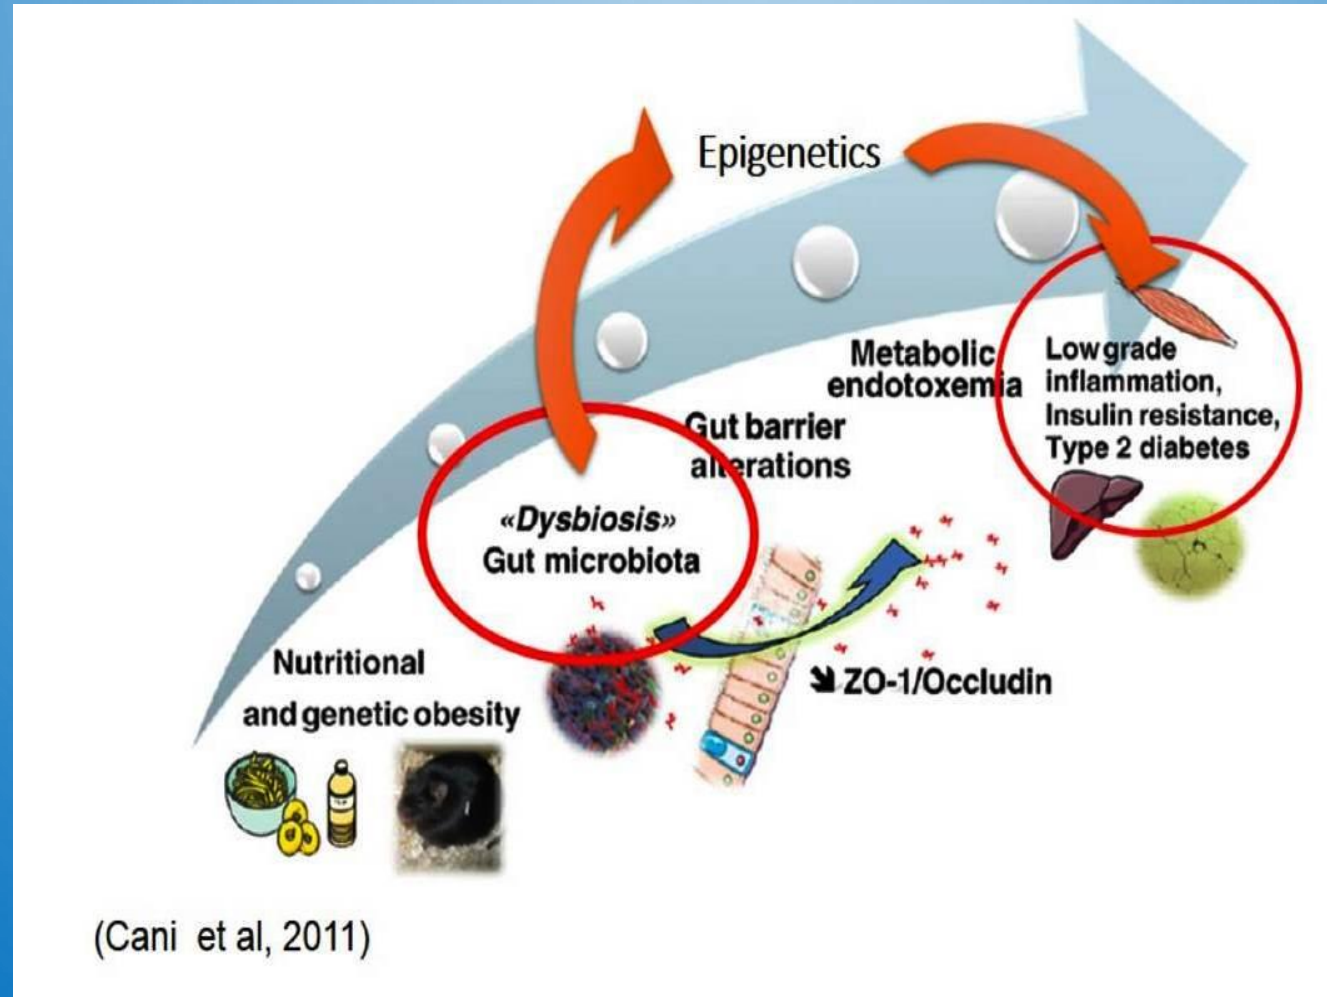 Epigenetics
Metabolic
endotoxemia
Low grade
inflammation,
Insulin resistance,
Type 2 diabetes
Gut barrier
alterations
«Dysbiosis»
Gut microbiota
ZO-1/Occludin
Nutritional
and genetic obesity
(Cani et al, 2011)